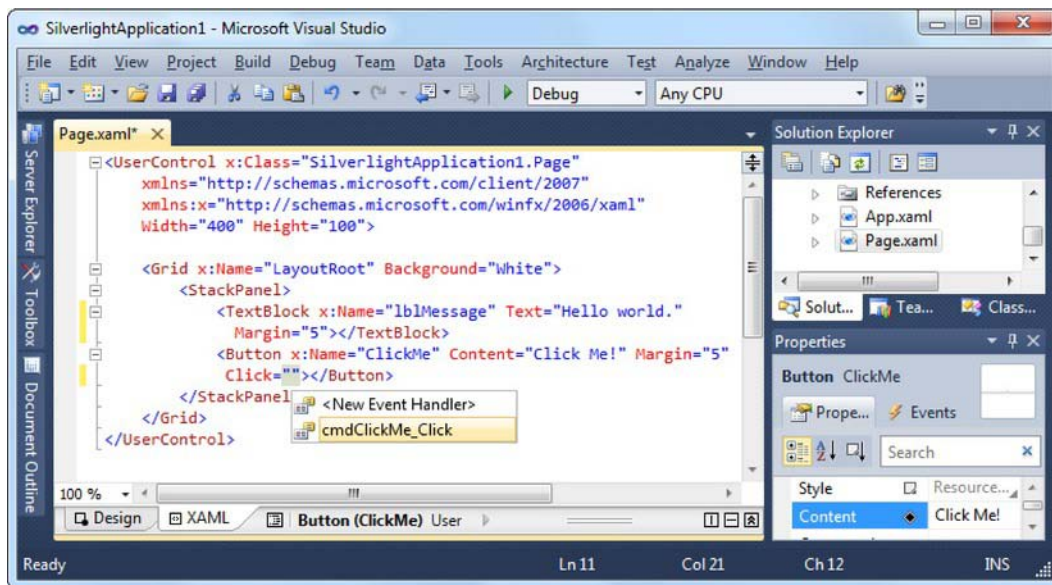 SilverlightApplication1 - Microsoft Visual Studio
File Edit View Project Build Debug Team Data Tools Architecture Test Analyze Window Help
Debug Any CPU
Server Explorer
Toolbox
Document Outline
Page.xaml*
<UserControl x:Class="SilverlightApplication1.Page"
xmlns="http://schemas.microsoft.com/client/2007"
xmlns:x="http://schemas.microsoft.com/winfx/2006/xaml"
Width="400" Height="100">
<Grid x:Name="LayoutRoot" Background="White">
<StackPanel>
<TextBlock x:Name="lblMessage" Text="Hello world."
Margin="5"></TextBlock>
<Button x:Name="ClickMe" Content="Click Me!" Margin="5"
Click=""></Button>
</StackPanel
</Grid>
</UserControl>
<New Event Handler>
cmdClickMe_Click
100 %
Design XAML Button (ClickMe) User
Solution Explorer
References
App.xaml
Page.xaml
Solut... Tea... Class...
Properties
Button ClickMe
Prope... Events
Search
Style Resource...
Content Click Me!
Ready Ln 11 Col 21 Ch 12 INS